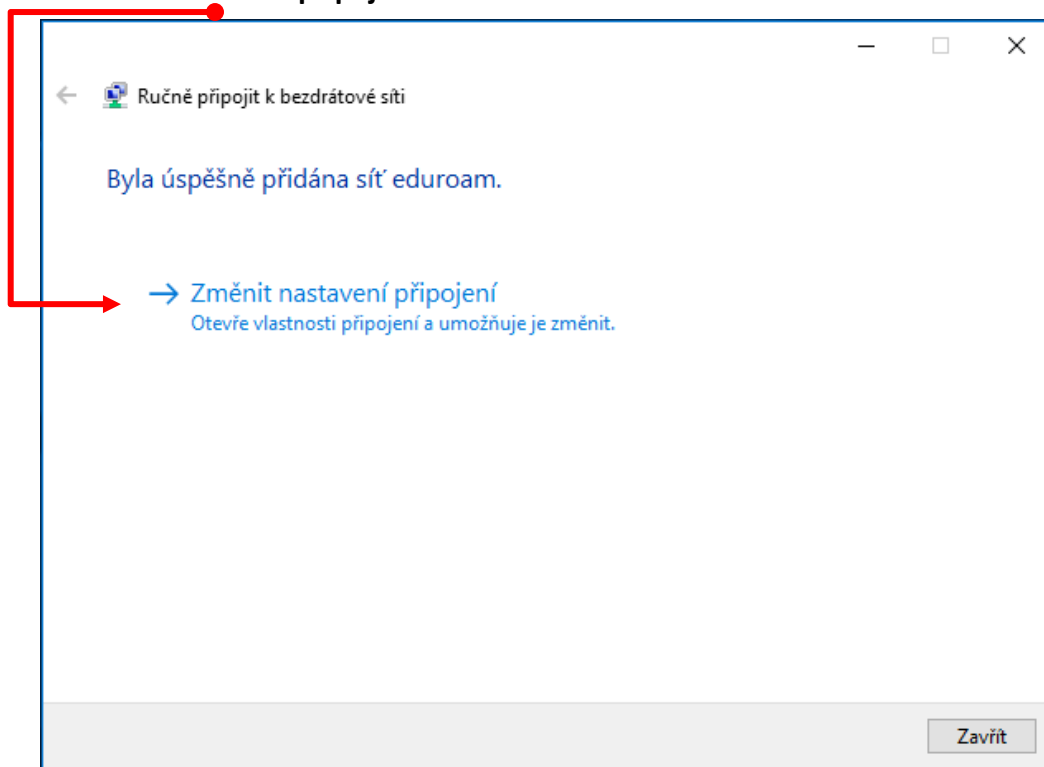 Ručně připojit k bezdrátové síti
Byla úspěšně přidána síť eduroam.
Změnit nastavení připojení
Otevře vlastnosti připojení a umožňuje je změnit.
Zavřít